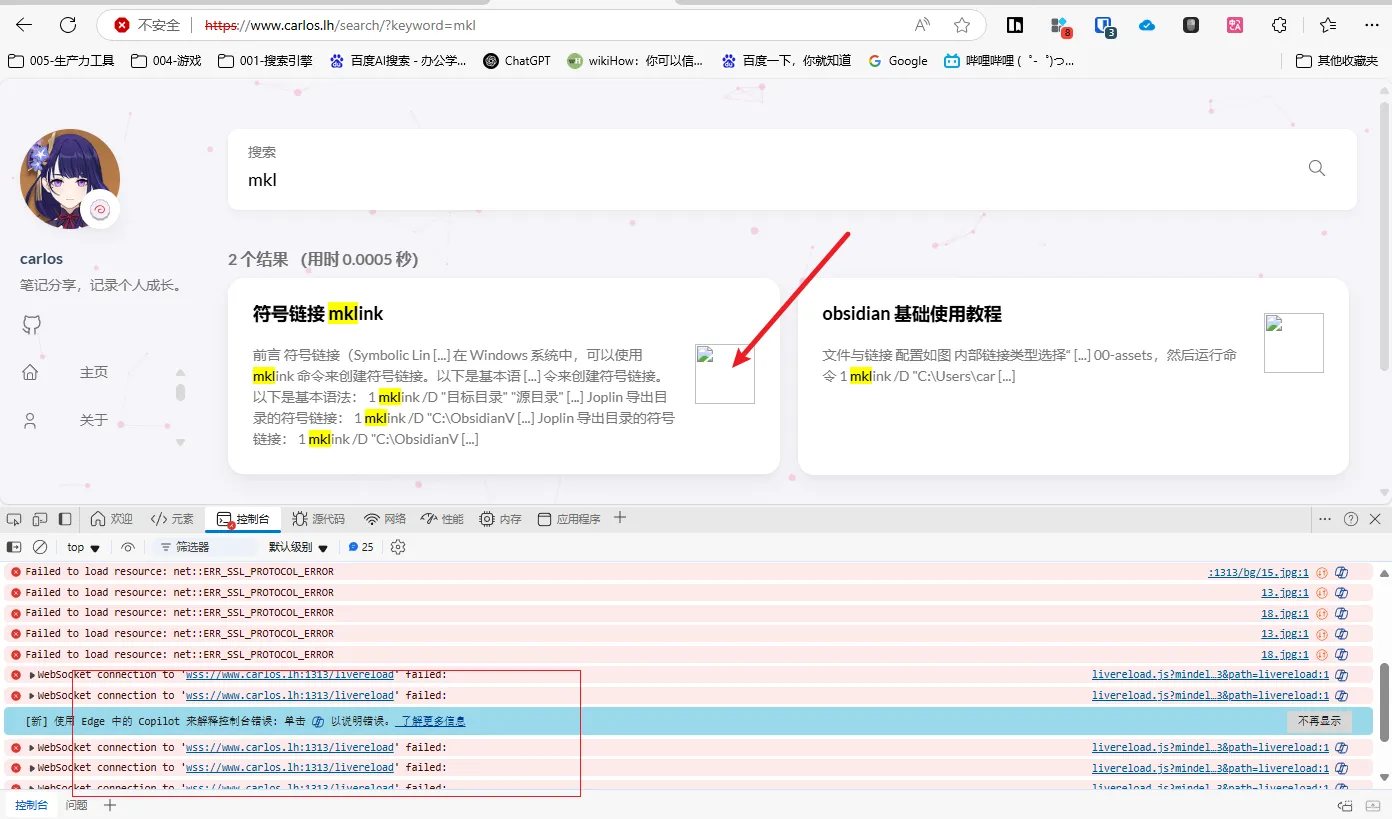 不安全 https://www.carlos.lh/search/?keyword=mkl
8
3
005-生产力工具 004-游戏 001-搜索引擎 百度AI搜索 - 办公学... ChatGPT wikiHow：你可以信... 百度一下，你就知道 Google 哔哩哔哩 (゜-゜)つ... 其他收藏夹
搜索
mkl
carlos
笔记分享，记录个人成长。
主页
关于
2 个结果 （用时 0.0005 秒）
符号链接 mklink
前言 符号链接（Symbolic Lin [...] 在 Windows 系统中，可以使用
mklink 命令来创建符号链接。以下是基本语 [...] 令来创建符号链接。
以下是基本语法： 1 mklink /D "目标目录" "源目录" [...] Joplin 导出目
录的符号链接： 1 mklink /D "C:\ObsidianV [...] Joplin 导出目录的符号
链接： 1 mklink /D "C:\ObsidianV [...]
obsidian 基础使用教程
文件与链接 配置如图 内部链接类型选择“ [...] 00-assets，然后运行命
令 1 mklink /D "C:\Users\car [...]
欢迎 元素 控制台 源代码 网络 性能 内存 应用程序
top 筛选器 默认级别 25
Failed to load resource: net::ERR_SSL_PROTOCOL_ERROR :1313/bg/15.jpg:1
Failed to load resource: net::ERR_SSL_PROTOCOL_ERROR 13.jpg:1
Failed to load resource: net::ERR_SSL_PROTOCOL_ERROR 18.jpg:1
Failed to load resource: net::ERR_SSL_PROTOCOL_ERROR 13.jpg:1
Failed to load resource: net::ERR_SSL_PROTOCOL_ERROR 18.jpg:1
WebSocket connection to 'wss://www.carlos.lh:1313/livereload' failed: livereload.js?mindel…3&path=livereload:1
WebSocket connection to 'wss://www.carlos.lh:1313/livereload' failed: livereload.js?mindel…3&path=livereload:1
[新] 使用 Edge 中的 Copilot 来解释控制台错误: 单击 以说明错误。 了解更多信息 不再显示
WebSocket connection to 'wss://www.carlos.lh:1313/livereload' failed: livereload.js?mindel…3&path=livereload:1
WebSocket connection to 'wss://www.carlos.lh:1313/livereload' failed: livereload.js?mindel…3&path=livereload:1
WebSocket connection to 'wss://www.carlos.lh:1313/livereload' failed: livereload.js?mindel…3&path=livereload:1
控制台 问题